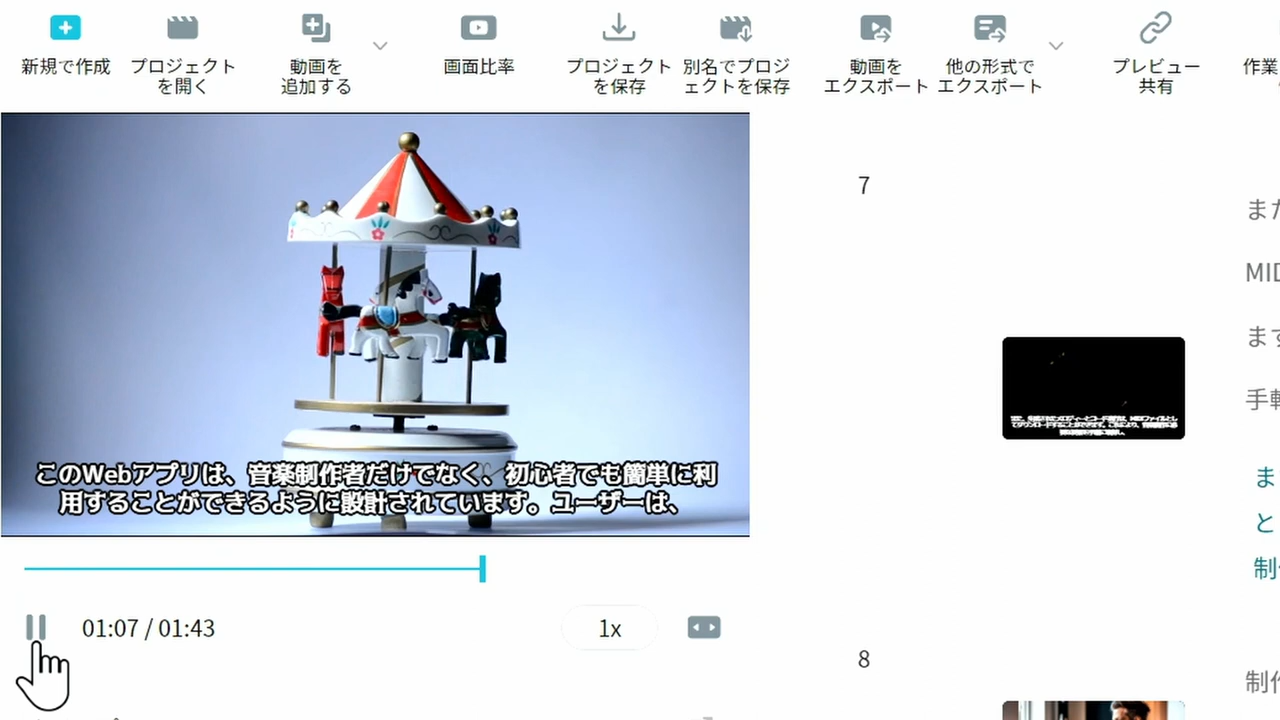 新規で作成
プロジェクト
を開く
動画を
追加する
画面比率
プロジェクト
を保存
別名でプロジ
ェクトを保存
動画を
エクスポート
他の形式で
エクスポート
プレビュー
共有
作業
7
また
MID
ます
手軽
ま
と
制作
このWebアプリは、音楽制作者だけでなく、初心者でも簡単に利
用することができるように設計されています。ユーザーは、
01:07 / 01:43
1x
8
制作